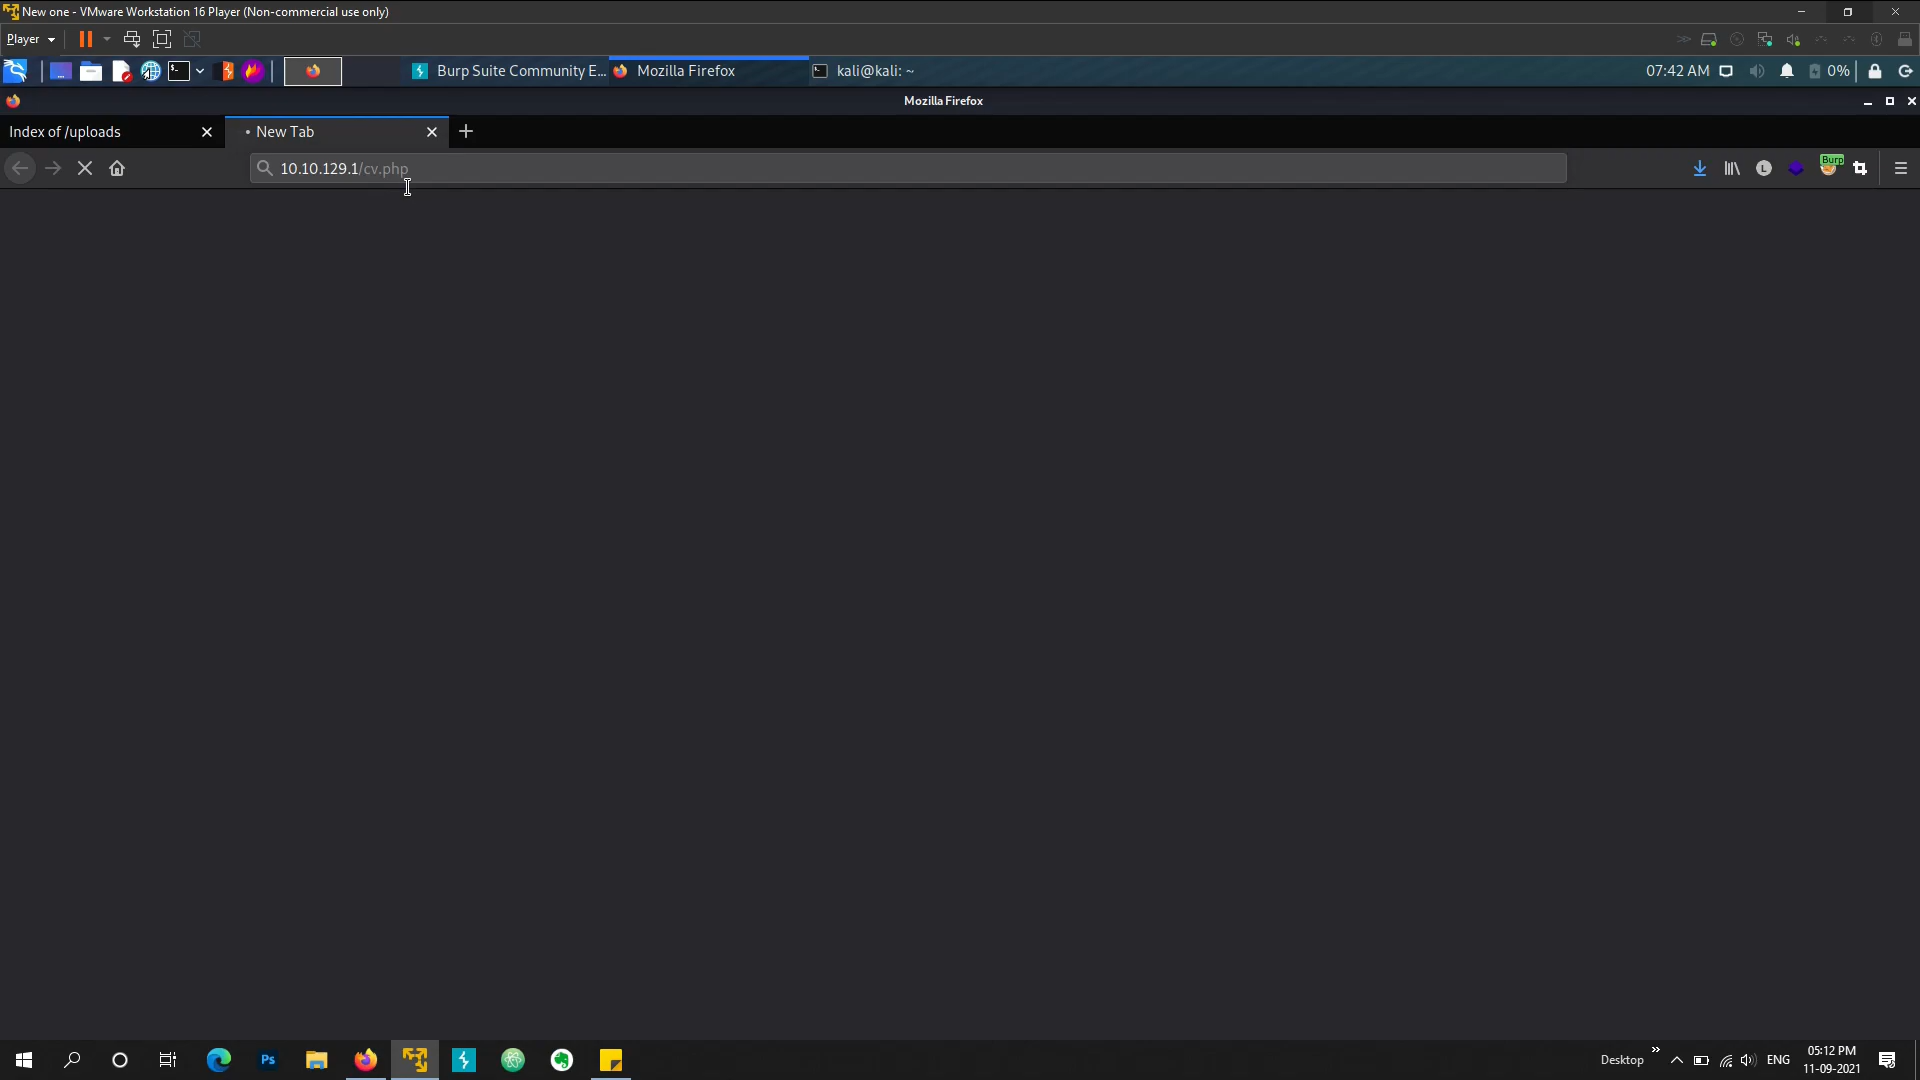 New one - VMware Workstation 16 Player (Non-commercial use only)
Player
Burp Suite Community E...
Mozilla Firefox
kali@kali: ~
07:42 AM
0%
Mozilla Firefox
Index of /uploads
• New Tab
10.10.129.1/cv.php
L
Burp
Ps
Desktop
ENG
05:12 PM
11-09-2021